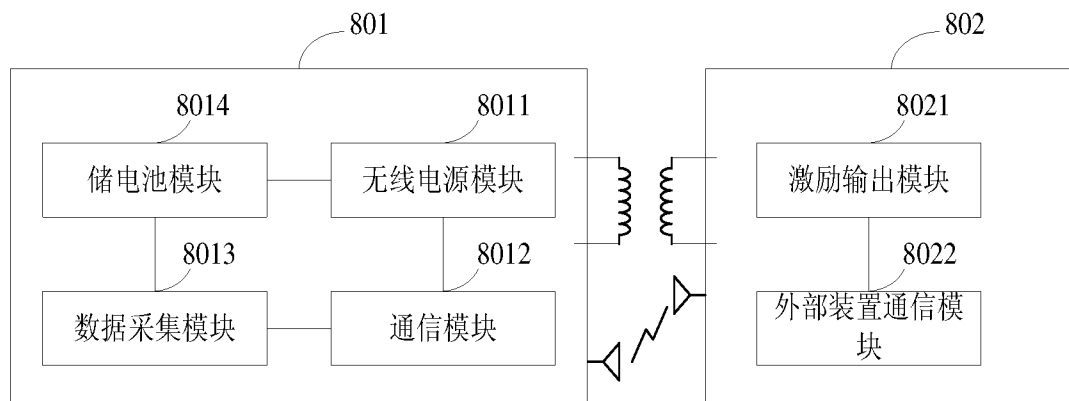 801
802
8014
8011
8021
储电池模块
无线电源模块
激励输出模块
8013
8012
8022
数据采集模块
通信模块
外部装置通信模
块